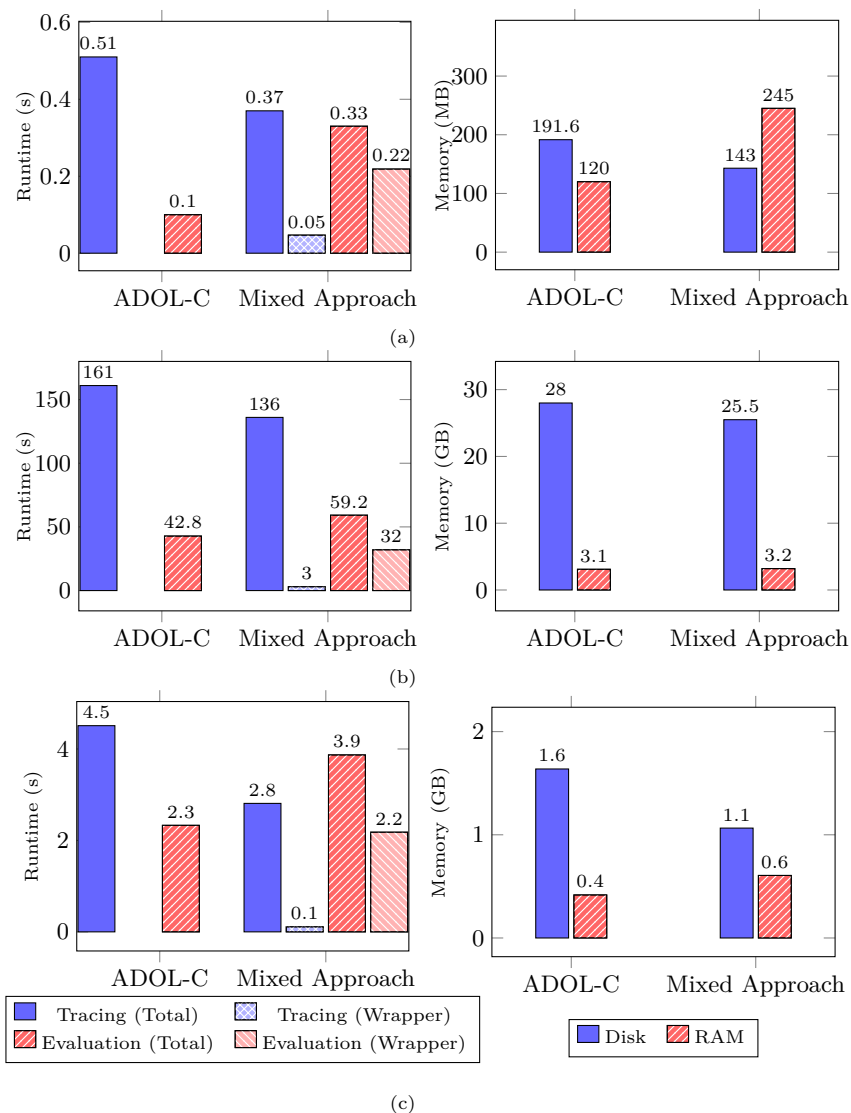 0.6
0.4
0.2
0
Runtime (s)
0.51
0.1
0.37
0.05
0.33
0.22
ADOL-C
Mixed Approach
300
200
100
0
Memory (MB)
191.6
120
143
245
ADOL-C
Mixed Approach
(a)
150
100
50
0
Runtime (s)
161
42.8
136
3
59.2
32
ADOL-C
Mixed Approach
30
20
10
0
Memory (GB)
28
3.1
25.5
3.2
ADOL-C
Mixed Approach
(b)
4
2
0
Runtime (s)
4.5
2.3
2.8
0.1
3.9
2.2
ADOL-C
Mixed Approach
Tracing (Total)
Tracing (Wrapper)
Evaluation (Total)
Evaluation (Wrapper)
2
1
0
Memory (GB)
1.6
0.4
1.1
0.6
ADOL-C
Mixed Approach
Disk
RAM
(c)